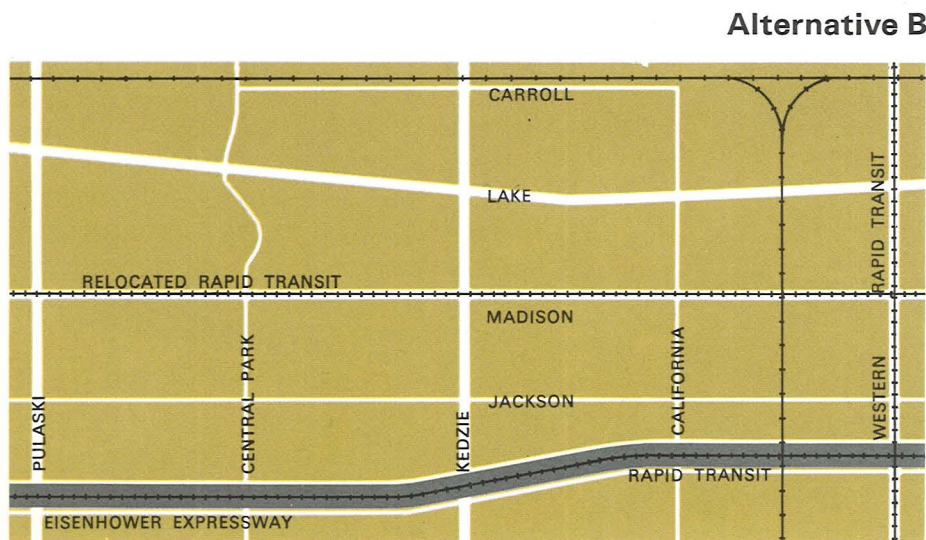 Alternative B
CARROLL
LAKE
RAPID TRANSIT
RELOCATED RAPID TRANSIT
MADISON
CENTRAL PARK
CALIFORNIA
WESTERN
JACKSON
PULASKI
KEDZIE
RAPID TRANSIT
EISENHOWER EXPRESSWAY